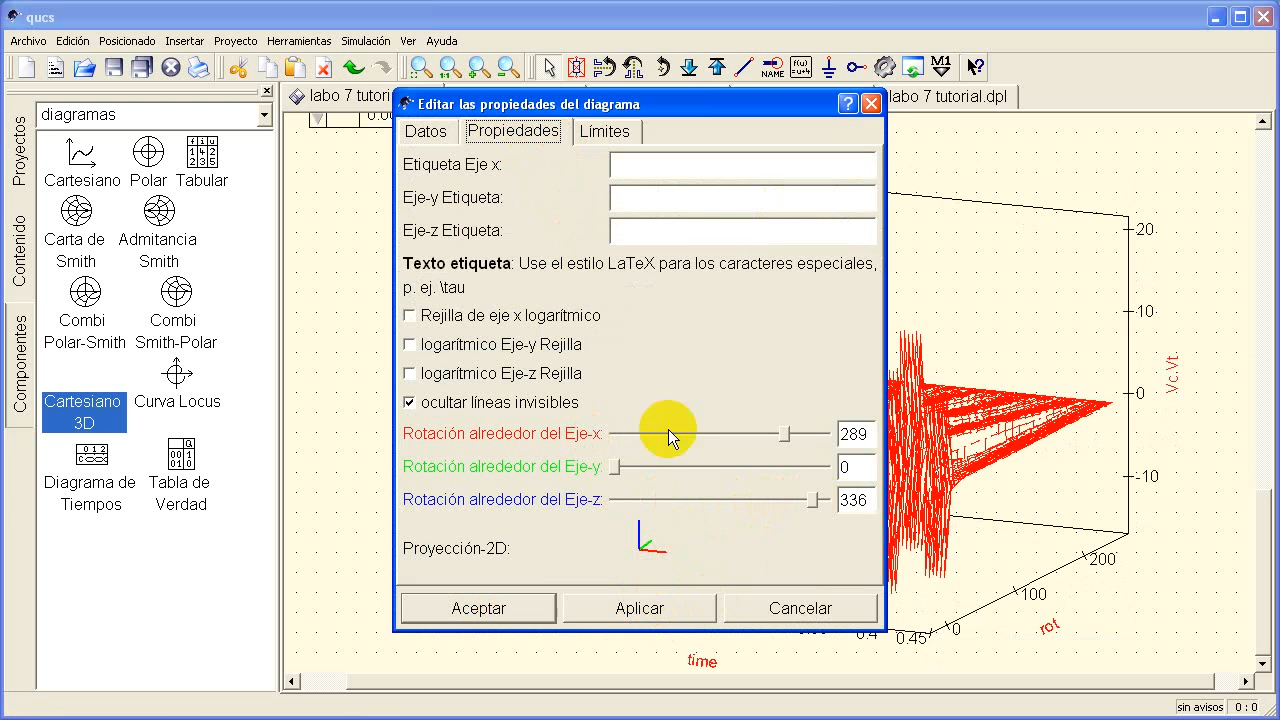 qucs
Archivo Edición Posicionado Insertar Proyecto Herramientas Simulación Ver Ayuda
NAME
labo 7 tutori
labo 7 tutorial.dpl
diagramas
Proyectos
Contenido
Componentes
Cartesiano Polar Tabular
Carta de Smith
Admitancia Smith
Combi Polar-Smith
Combi Smith-Polar
Cartesiano 3D
Curva Locus
Diagrama de Tiempos
Tabla de Verdad
Editar las propiedades del diagrama
Datos Propiedades Límites
Etiqueta Eje x:
Eje-y Etiqueta:
Eje-z Etiqueta:
Texto etiqueta: Use el estilo LaTeX para los caracteres especiales,
p. ej. \tau
Rejilla de eje x logarítmico
logarítmico Eje-y Rejilla
logarítmico Eje-z Rejilla
ocultar líneas invisibles
Rotación alrededor del Eje-x: 289
Rotación alrededor del Eje-y: 0
Rotación alrededor del Eje-z: 336
Proyección-2D:
Aceptar Aplicar Cancelar
20
10
0
-10
Vc.Vt
200
100
0
rot
0.4 0.45
time
sin avisos 0 : 0